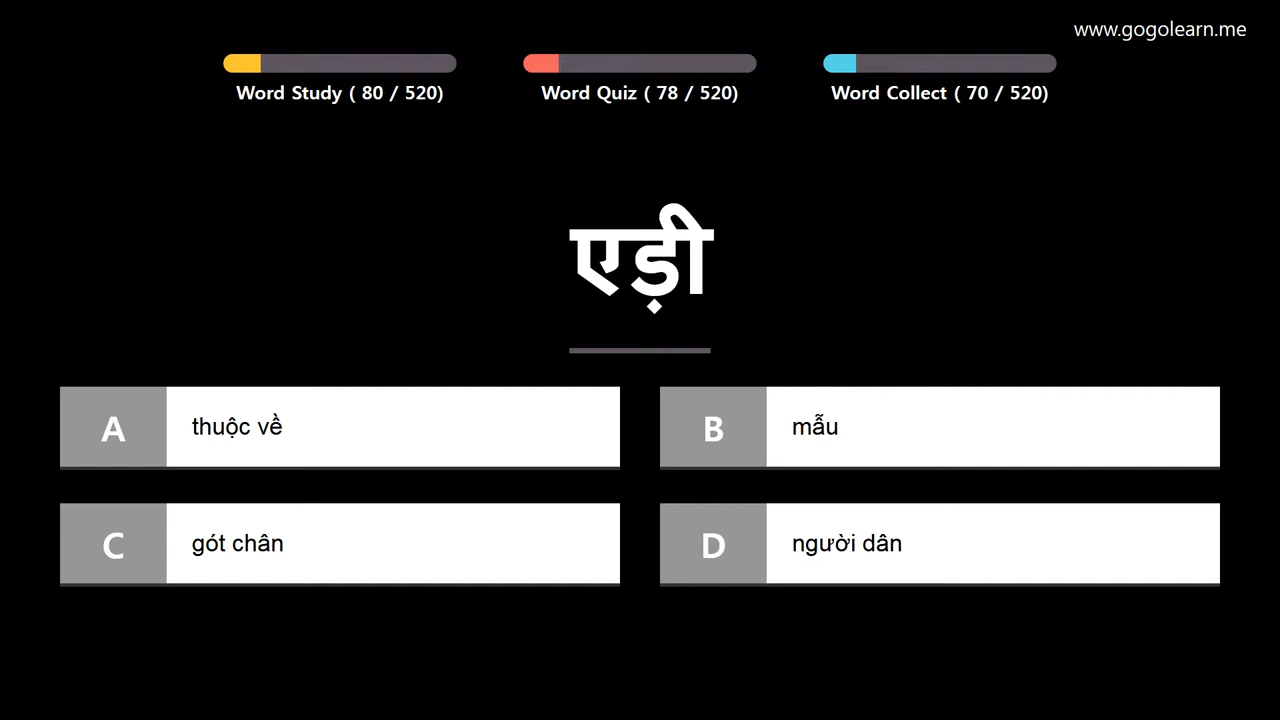 www.gogolearn.me
Word Study ( 80 / 520)
Word Quiz ( 78 / 520)
Word Collect ( 70 / 520)
एड़ी
A thuộc về
B mẫu
C gót chân
D người dân